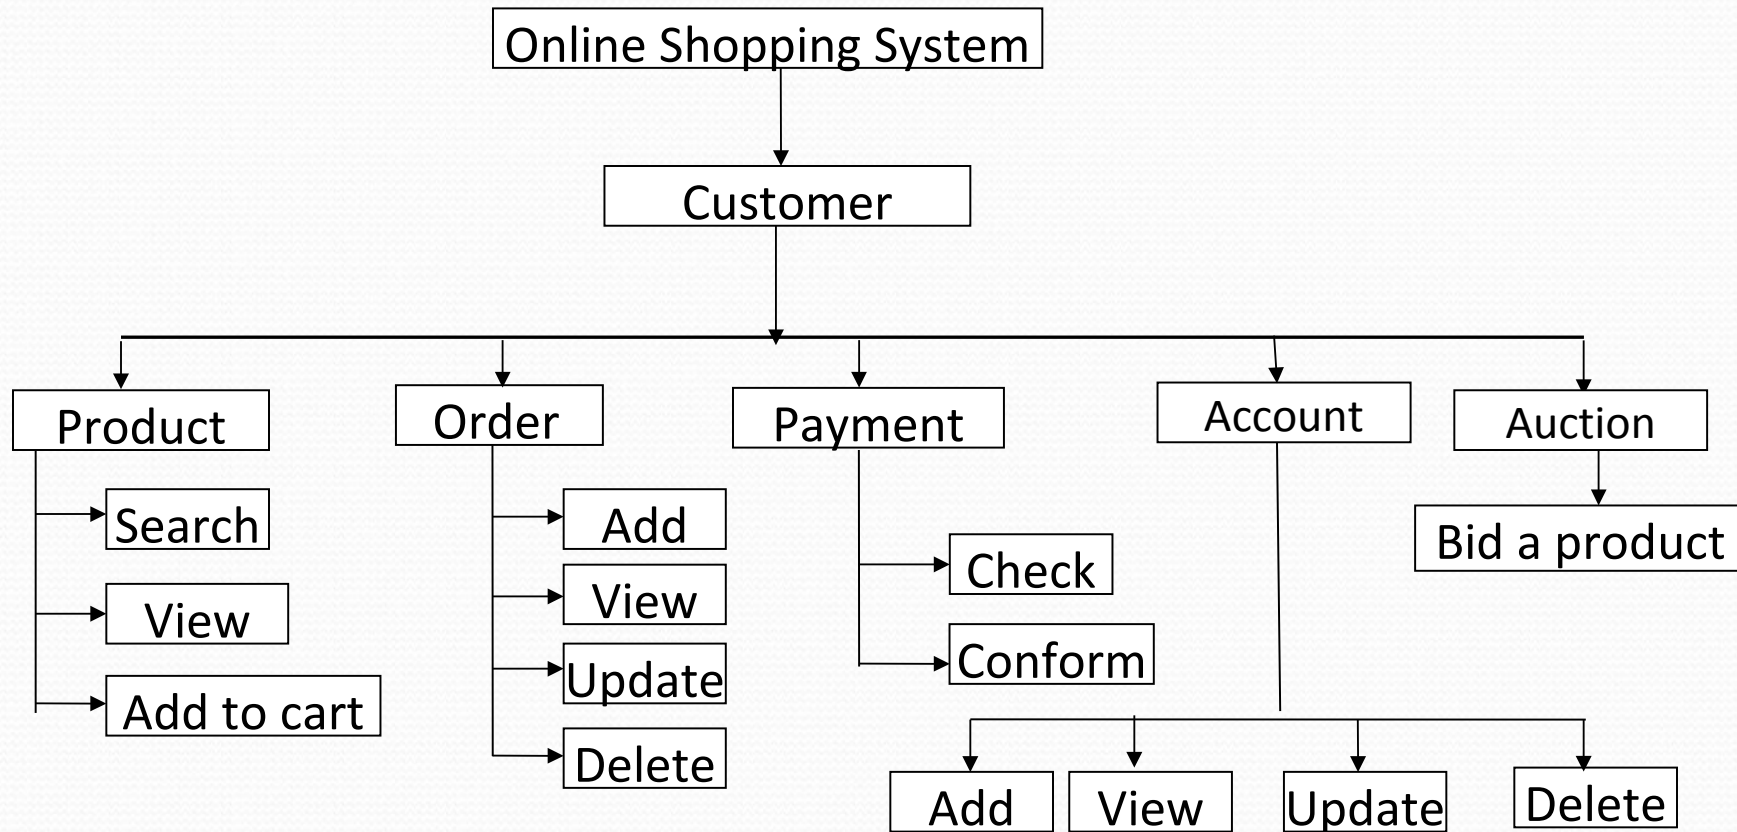 Online Shopping System
Customer
Product
Order
Payment
Account
Auction
Search
View
Add to cart
Add
View
Update
Delete
Check
Conform
Bid a product
Add
View
Update
Delete